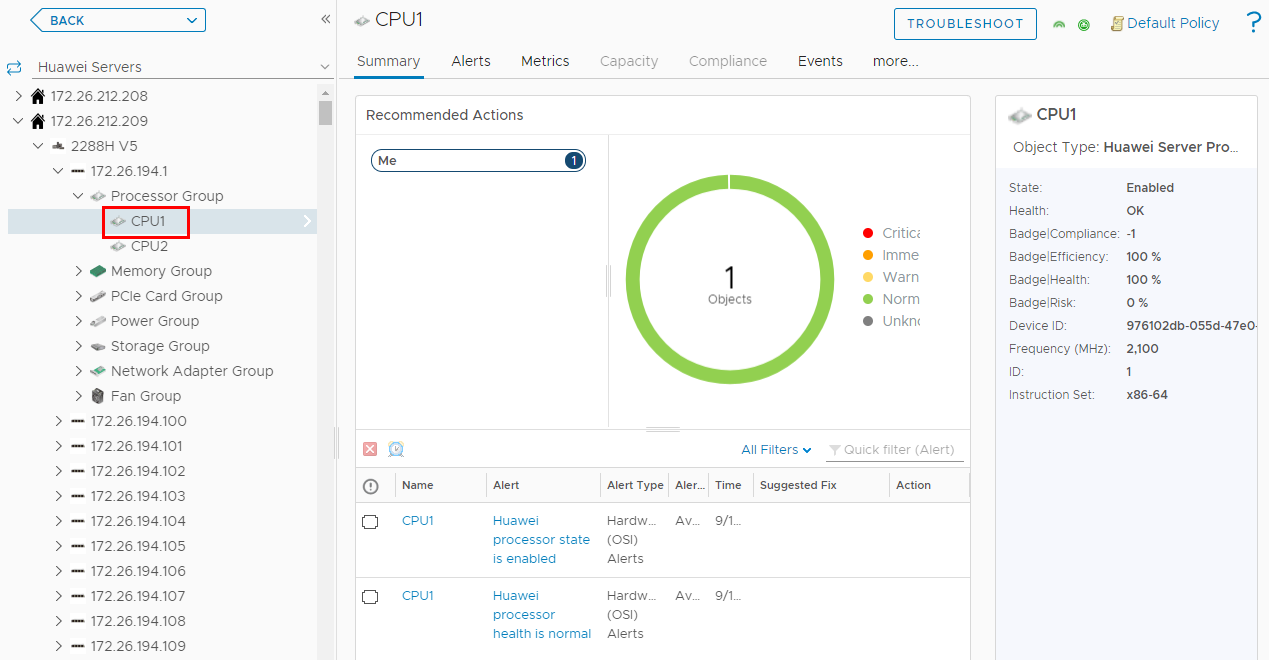 BACK
Huawei Servers
172.26.212.208
172.26.212.209
2288H V5
172.26.194.1
Processor Group
CPU1
CPU2
Memory Group
PCIe Card Group
Power Group
Storage Group
Network Adapter Group
Fan Group
172.26.194.100
172.26.194.101
172.26.194.102
172.26.194.103
172.26.194.104
172.26.194.105
172.26.194.106
172.26.194.107
172.26.194.108
172.26.194.109
CPU1
TROUBLESHOOT
Default Policy
?
Summary Alerts Metrics Capacity Compliance Events more...
Recommended Actions
Me 1
1
Objects
Critica
Imme
Warn
Norm
Unkno
All Filters Quick filter (Alert)
Name Alert Alert Type Aler... Time Suggested Fix Action
CPU1 Huawei Hardw... Av... 9/1...
processor state (OSI)
is enabled Alerts
CPU1 Huawei Hardw... Av... 9/1...
processor (OSI)
health is normal Alerts
CPU1
Object Type: Huawei Server Pro...
State: Enabled
Health: OK
Badge|Compliance: -1
Badge|Efficiency: 100 %
Badge|Health: 100 %
Badge|Risk: 0 %
Device ID: 976102db-055d-47e0-
Frequency (MHz): 2,100
ID: 1
Instruction Set: x86-64